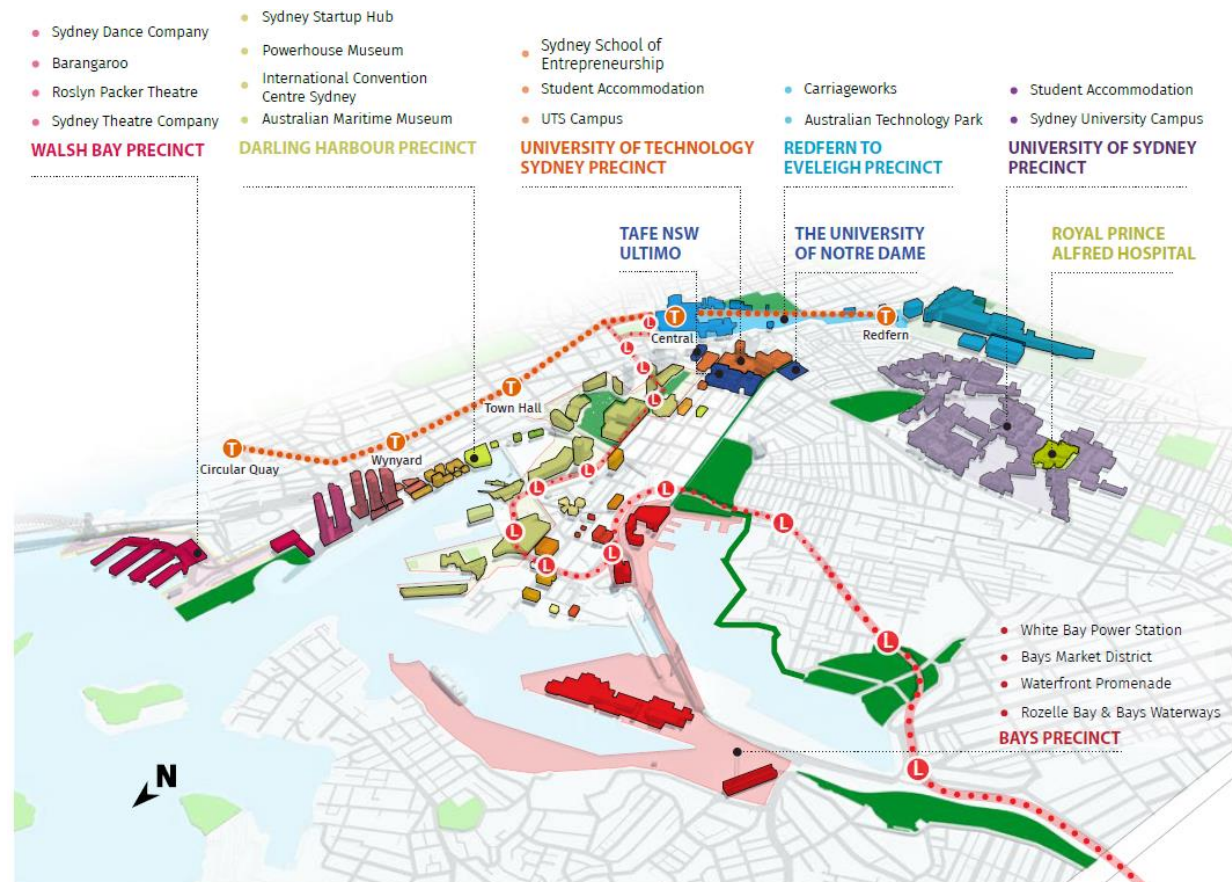 Sydney Dance Company
Barangaroo
Roslyn Packer Theatre
Sydney Theatre Company
WALSH BAY PRECINCT
Sydney Startup Hub
Powerhouse Museum
International Convention
Centre Sydney
Australian Maritime Museum
DARLING HARBOUR PRECINCT
Sydney School of
Entrepreneurship
Student Accommodation
UTS Campus
UNIVERSITY OF TECHNOLOGY
SYDNEY PRECINCT
Carriageworks
Australian Technology Park
REDFERN TO
EVELEIGH PRECINCT
Student Accommodation
Sydney University Campus
UNIVERSITY OF SYDNEY
PRECINCT
TAFE NSW
ULTIMO
THE UNIVERSITY
OF NOTRE DAME
ROYAL PRINCE
ALFRED HOSPITAL
T
Central
T
Redfern
T
Town Hall
T
Wynyard
T
Circular Quay
L
L
L
L
L
L
L
L
L
L
L
L
L
White Bay Power Station
Bays Market District
Waterfront Promenade
Rozelle Bay & Bays Waterways
BAYS PRECINCT
N